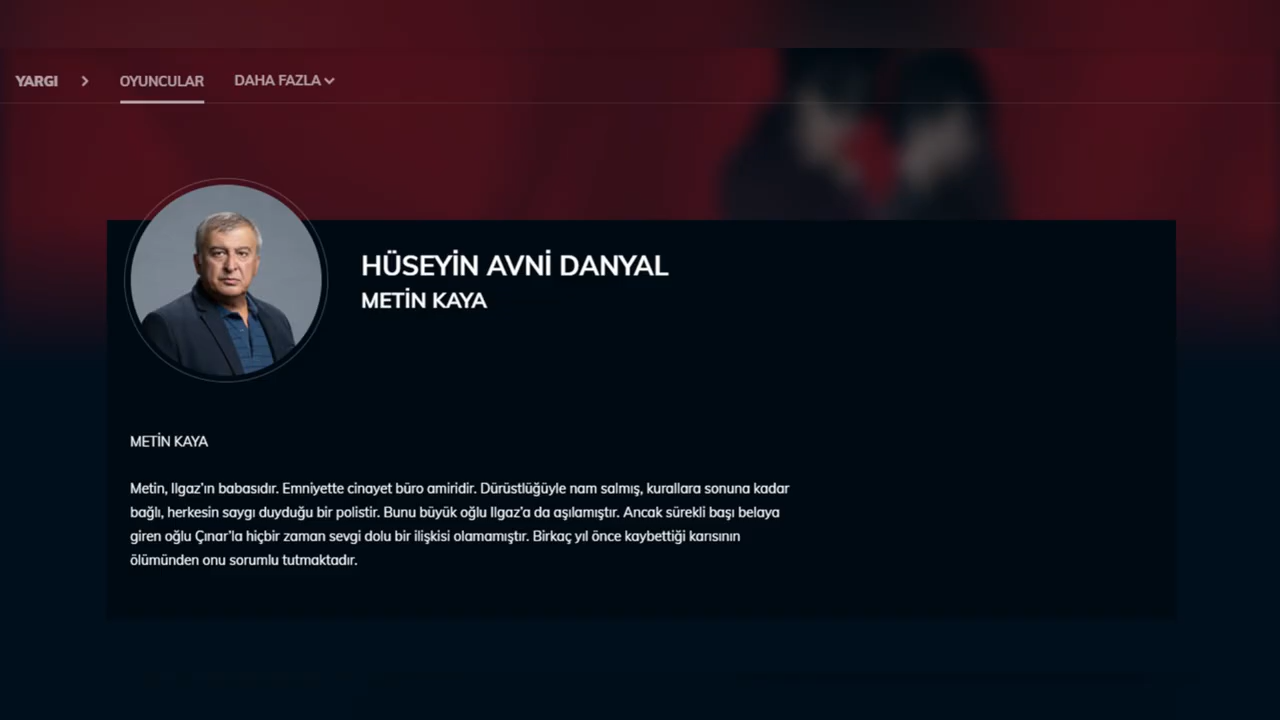 YARGI
OYUNCULAR
DAHA FAZLA
HÜSEYİN AVNİ DANYAL
METİN KAYA
METİN KAYA
Metin, Ilgaz’ın babasıdır. Emniyette cinayet büro amiridir. Dürüstlüğüyle nam salmış, kurallara sonuna kadar
bağlı, herkesin saygı duyduğu bir polistir. Bunu büyük oğlu Ilgaz’a da aşılamıştır. Ancak sürekli başı belaya
giren oğlu Çınar’la hiçbir zaman sevgi dolu bir ilişkisi olamamıştır. Birkaç yıl önce kaybettiği karısının
ölümünden onu sorumlu tutmaktadır.